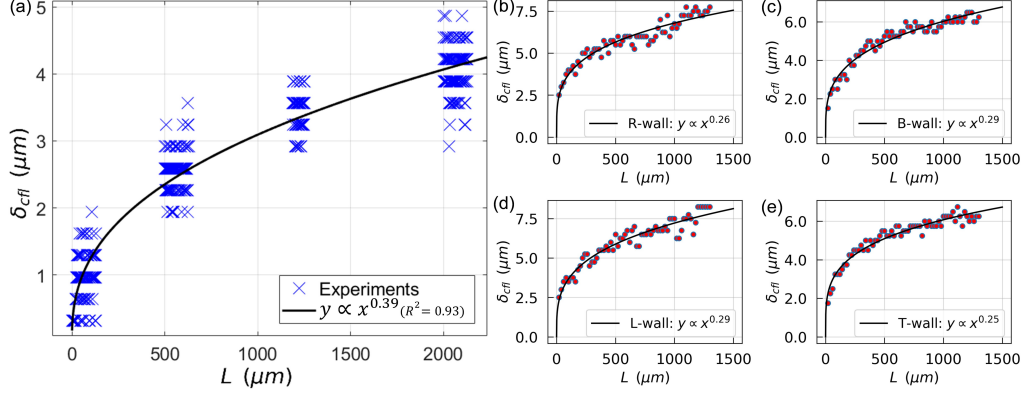 (a)
5
4
3
2
1
δcfl (μm)
0
500
1000
1500
2000
L (μm)
Experiments
y ∝ x^0.39 (R² = 0.93)
(b)
7.5
5.0
2.5
0.0
δcfl (μm)
0
500
1000
1500
L (μm)
R-wall: y ∝ x^0.26
(c)
6.0
4.0
2.0
0.0
δcfl (μm)
0
500
1000
1500
L (μm)
B-wall: y ∝ x^0.29
(d)
7.5
5.0
2.5
0.0
δcfl (μm)
0
500
1000
1500
L (μm)
L-wall: y ∝ x^0.29
(e)
6.0
4.0
2.0
0.0
δcfl (μm)
0
500
1000
1500
L (μm)
T-wall: y ∝ x^0.25